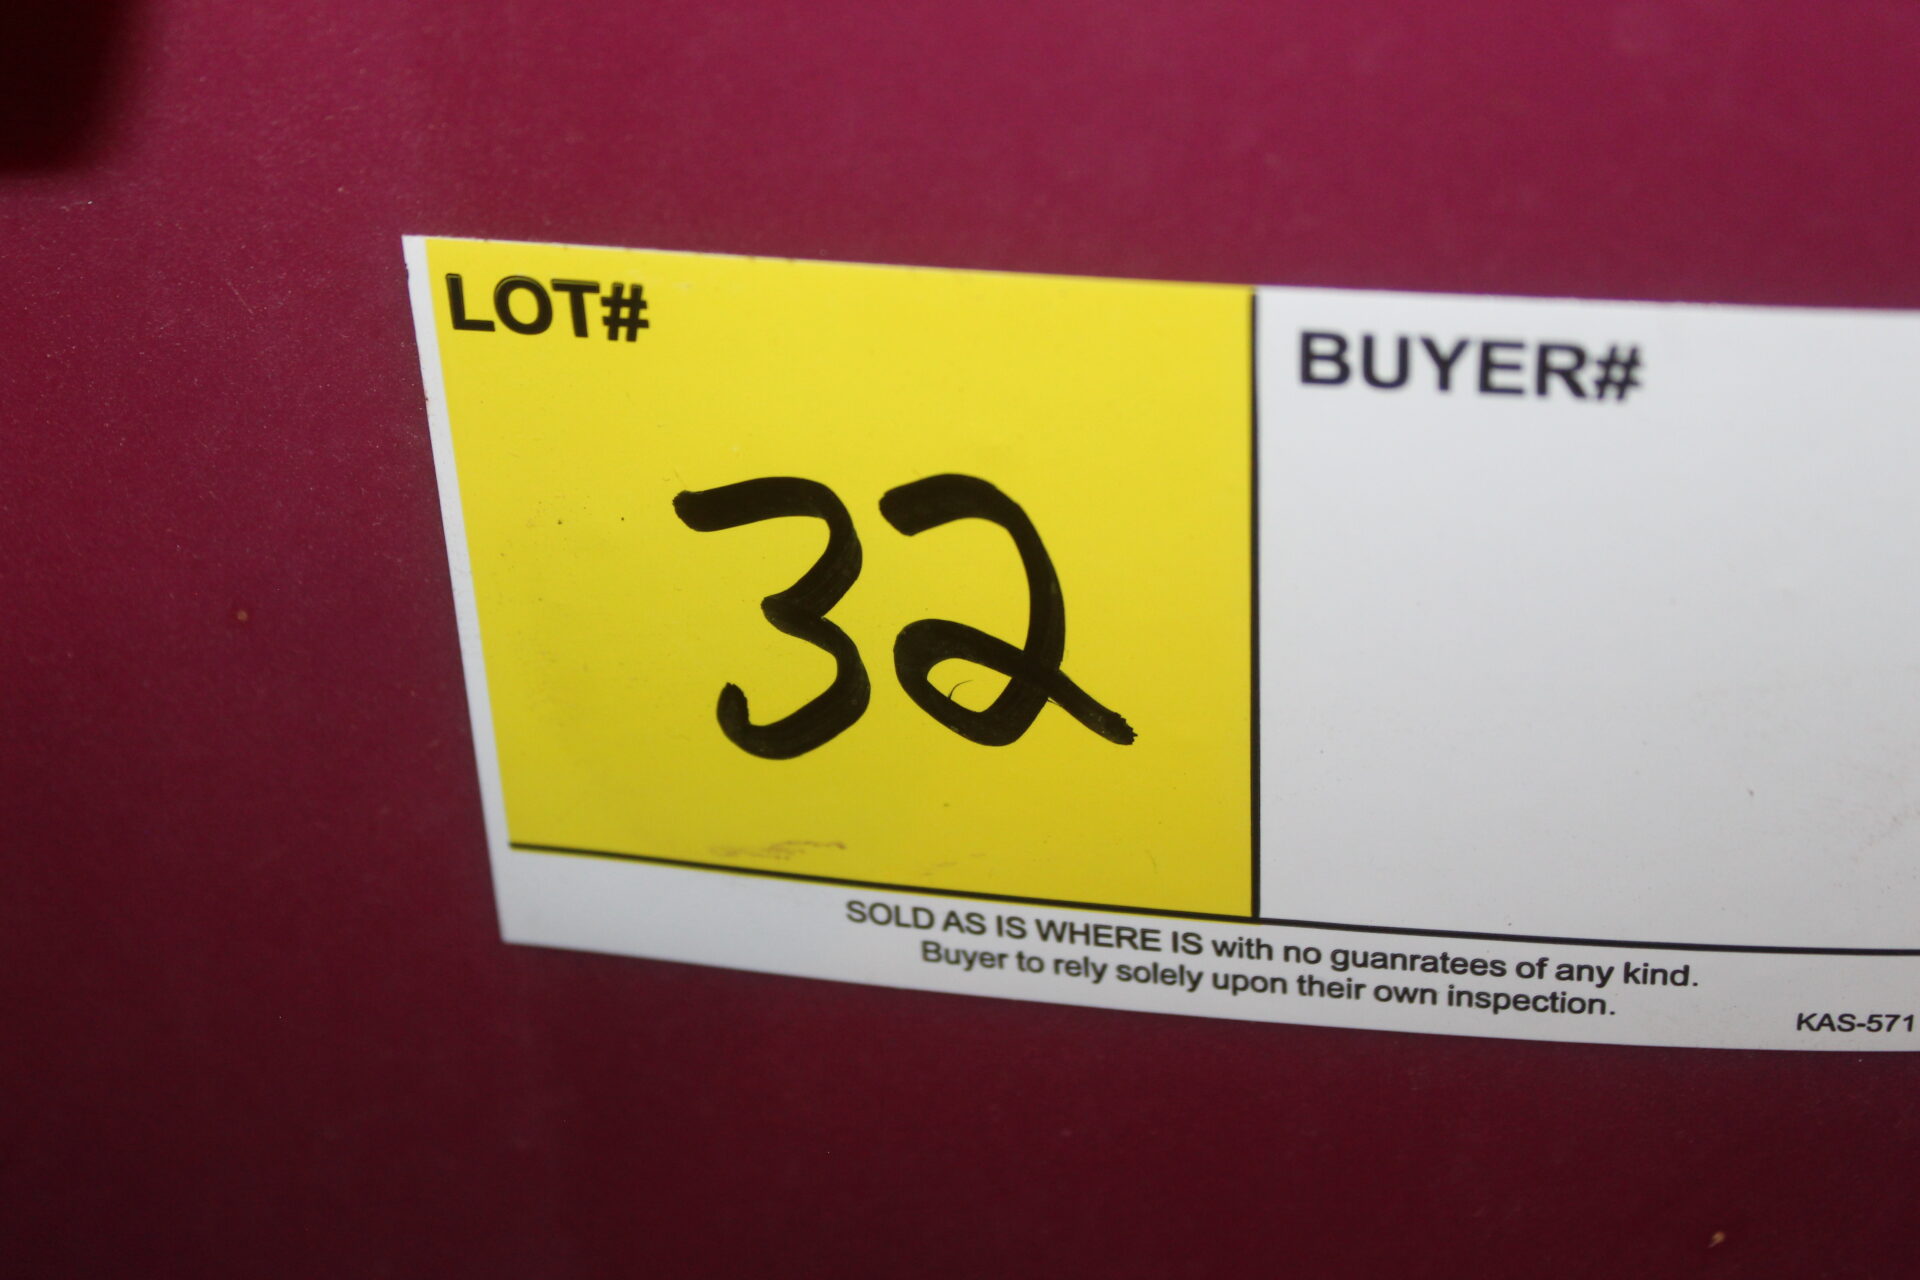 LOT#
BUYER#
32
SOLD AS IS WHERE IS with no guanratees of any kind.
Buyer to rely solely upon their own inspection.
KAS-571